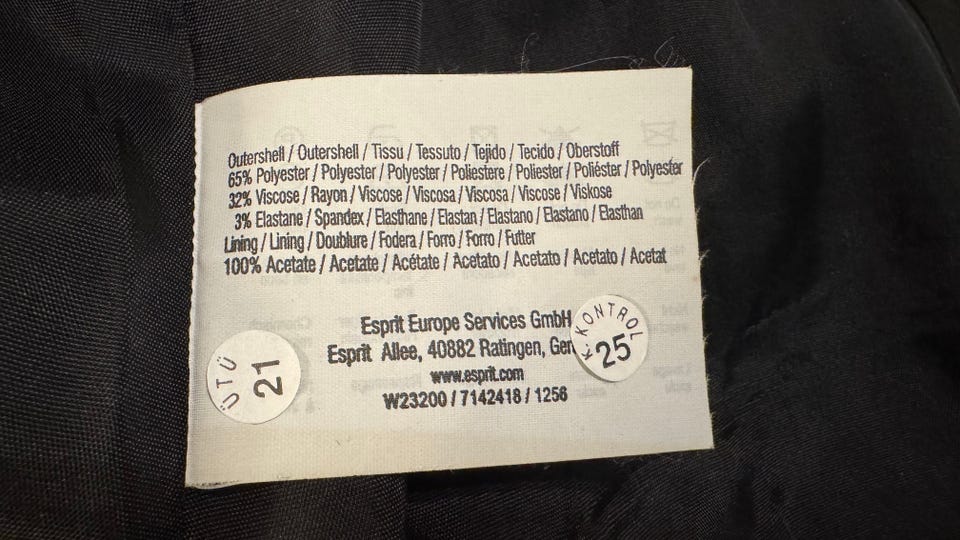 Outershell / Outershell / Tissu / Tessuto / Tejido / Tecido / Oberstoff
65% Polyester / Polyester / Polyester / Poliestere / Poliester / Poliéster / Polyester
32% Viscose / Rayon / Viscose / Viscosa / Viscosa / Viscose / Viskose
3% Elastane / Spandex / Elasthane / Elastan / Elastano / Elastano / Elasthan
Lining / Lining / Doublure / Fodera / Forro / Forro / Futter
100% Acetate / Acetate / Acétate / Acetato / Acetato / Acetato / Acetat
Esprit Europe Services GmbH
Esprit Allee, 40882 Ratingen, Ger
www.esprit.com
W23200 / 7142418 / 1256
ÜTÜ
21
K. KONTROL
25